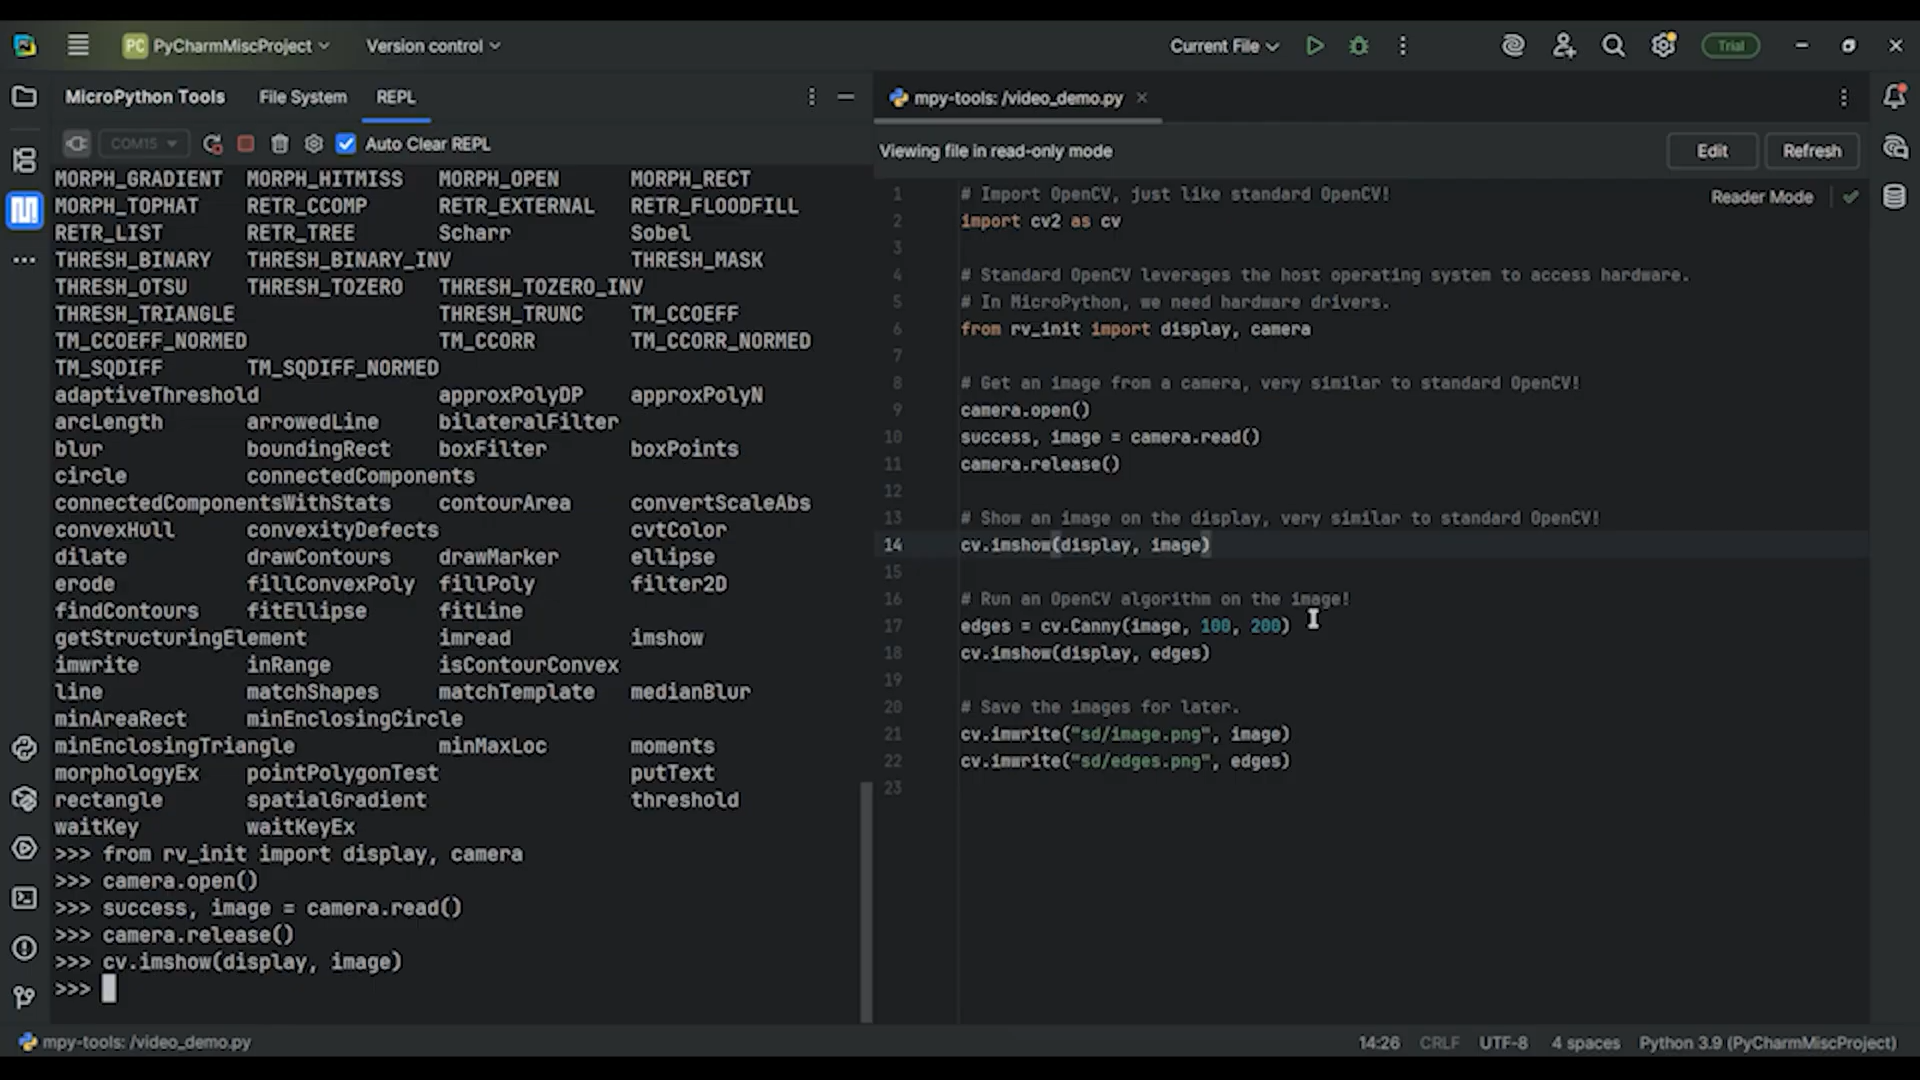 PC PyCharmMiscProject Version control Current File Trial
MicroPython Tools File System REPL
COM15 Auto Clear REPL
MORPH_GRADIENT MORPH_HITMISS MORPH_OPEN MORPH_RECT
MORPH_TOPHAT RETR_CCOMP RETR_EXTERNAL RETR_FLOODFILL
RETR_LIST RETR_TREE Scharr Sobel
THRESH_BINARY THRESH_BINARY_INV THRESH_MASK
THRESH_OTSU THRESH_TOZERO THRESH_TOZERO_INV
THRESH_TRIANGLE THRESH_TRUNC TM_CCOEFF
TM_CCOEFF_NORMED TM_CCORR TM_CCORR_NORMED
TM_SQDIFF TM_SQDIFF_NORMED
adaptiveThreshold approxPolyDP approxPolyN
arcLength arrowedLine bilateralFilter
blur boundingRect boxFilter boxPoints
circle connectedComponents
connectedComponentsWithStats contourArea convertScaleAbs
convexHull convexityDefects cvtColor
dilate drawContours drawMarker ellipse
erode fillConvexPoly fillPoly filter2D
findContours fitEllipse fitLine
getStructuringElement imread imshow
imwrite inRange isContourConvex
line matchShapes matchTemplate medianBlur
minAreaRect minEnclosingCircle
minEnclosingTriangle minMaxLoc moments
morphologyEx pointPolygonTest putText
rectangle spatialGradient threshold
waitKey waitKeyEx
>>> from rv_init import display, camera
>>> camera.open()
>>> success, image = camera.read()
>>> camera.release()
>>> cv.imshow(display, image)
>>>
mpy-tools: /video_demo.py
Viewing file in read-only mode Edit Refresh
Reader Mode
1 # Import OpenCV, just like standard OpenCV!
2 import cv2 as cv
3
4 # Standard OpenCV leverages the host operating system to access hardware.
5 # In MicroPython, we need hardware drivers.
6 from rv_init import display, camera
7
8 # Get an image from a camera, very similar to standard OpenCV!
9 camera.open()
10 success, image = camera.read()
11 camera.release()
12
13 # Show an image on the display, very similar to standard OpenCV!
14 cv.imshow(display, image)
15
16 # Run an OpenCV algorithm on the image!
17 edges = cv.Canny(image, 100, 200)
18 cv.imshow(display, edges)
19
20 # Save the images for later.
21 cv.imwrite("sd/image.png", image)
22 cv.imwrite("sd/edges.png", edges)
23
mpy-tools: /video_demo.py 14:26 CRLF UTF-8 4 spaces Python 3.9 (PyCharmMiscProject)